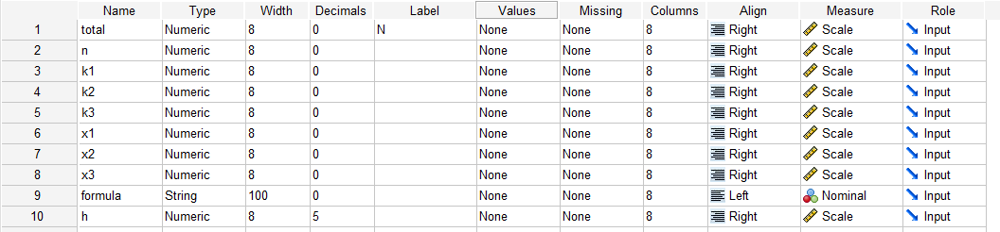 Name Type Width Decimals Label Values Missing Columns Align Measure Role
1 total Numeric 8 0 N None None 8 Right Scale Input
2 n Numeric 8 0 None None 8 Right Scale Input
3 k1 Numeric 8 0 None None 8 Right Scale Input
4 k2 Numeric 8 0 None None 8 Right Scale Input
5 k3 Numeric 8 0 None None 8 Right Scale Input
6 x1 Numeric 8 0 None None 8 Right Scale Input
7 x2 Numeric 8 0 None None 8 Right Scale Input
8 x3 Numeric 8 0 None None 8 Right Scale Input
9 formula String 100 0 None None 8 Left Nominal Input
10 h Numeric 8 5 None None 8 Right Scale Input